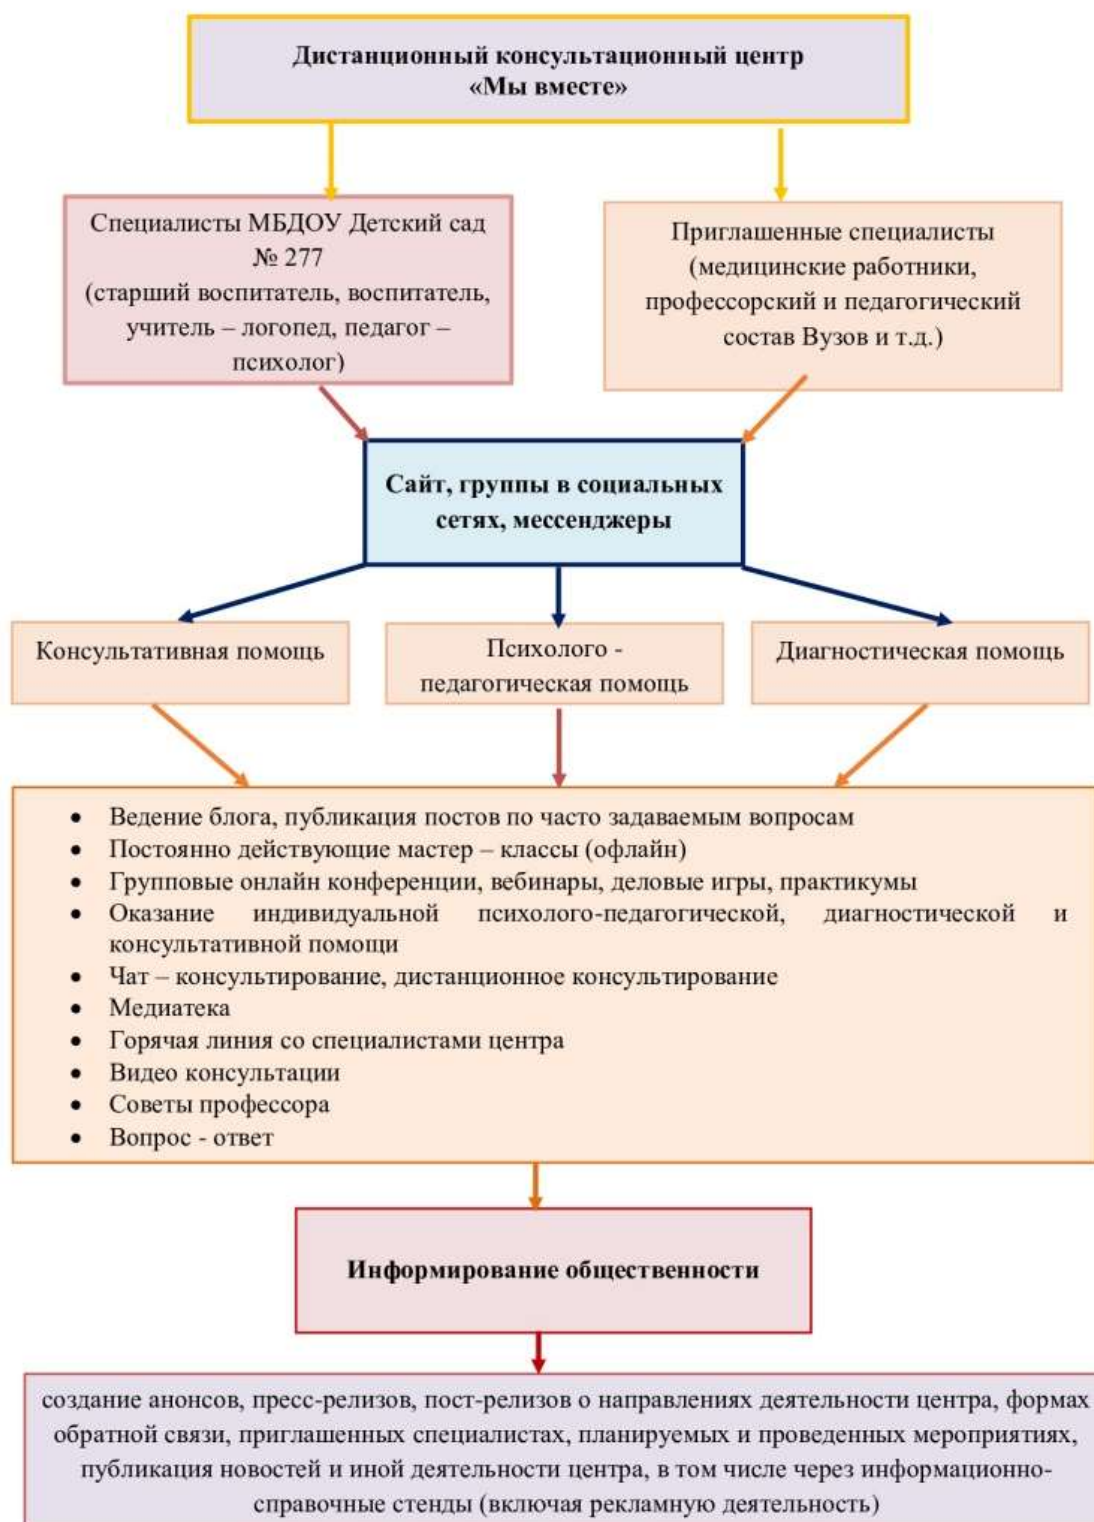 Дистанционный консультационный центр
«Мы вместе»
Специалисты МБДОУ Детский сад
№ 277
(старший воспитатель, воспитатель,
учитель – логопед, педагог –
психолог)
Приглашенные специалисты
(медицинские работники,
профессорский и педагогический
состав Вузов и т.д.)
Сайт, группы в социальных
сетях, мессенджеры
Консультативная помощь
Психолого -
педагогическая помощь
Диагностическая помощь
• Ведение блога, публикация постов по часто задаваемым вопросам
• Постоянно действующие мастер – классы (офлайн)
• Групповые онлайн конференции, вебинары, деловые игры, практикумы
• Оказание индивидуальной психолого-педагогической, диагностической и
консультативной помощи
• Чат – консультирование, дистанционное консультирование
• Медиатека
• Горячая линия со специалистами центра
• Видео консультации
• Советы профессора
• Вопрос - ответ
Информирование общественности
создание анонсов, пресс-релизов, пост-релизов о направлениях деятельности центра, формах
обратной связи, приглашенных специалистах, планируемых и проведенных мероприятиях,
публикация новостей и иной деятельности центра, в том числе через информационно-
справочные стенды (включая рекламную деятельность)